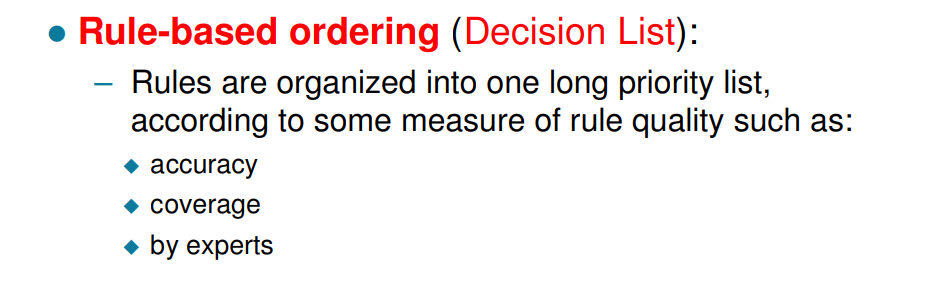 Rule-based ordering (Decision List):
– Rules are organized into one long priority list,
according to some measure of rule quality such as:
accuracy
coverage
by experts